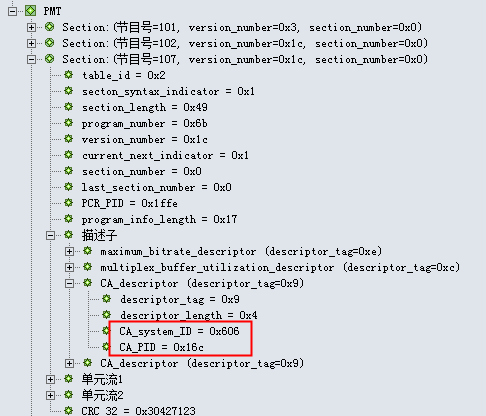 PMT
Section:(节目号=101, version_number=0x3, section_number=0x0)
Section:(节目号=102, version_number=0x1c, section_number=0x0)
Section:(节目号=107, version_number=0x1c, section_number=0x0)
table_id = 0x2
secton_syntax_indicator = 0x1
section_length = 0x49
program_number = 0x6b
version_number = 0x1c
current_next_indicator = 0x1
section_number = 0x0
last_section_number = 0x0
PCR_PID = 0x1ffe
program_info_length = 0x17
描述子
maximum_bitrate_descriptor (descriptor_tag=0xe)
multiplex_buffer_utilization_descriptor (descriptor_tag=0xc)
CA_descriptor (descriptor_tag=0x9)
descriptor_tag = 0x9
descriptor_length = 0x4
CA_system_ID = 0x606
CA_PID = 0x16c
CA_descriptor (descriptor_tag=0x9)
单元流1
单元流2
CRC_32 = 0x30427123